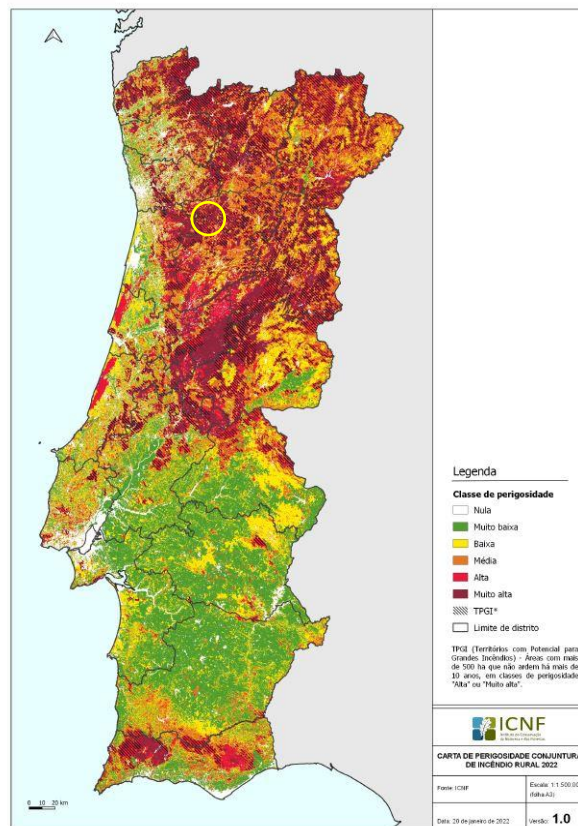 Legenda
Classe de perigosidade
Nula
Muito baixa
Baixa
Média
Alta
Muito alta
TPGI*
Limite de distrito
TPGI (Territórios com Potencial para
Grandes Incêndios) - Áreas com mais
de 500 ha que não ardem há mais de
10 anos, em classes de perigosidade
"Alta" ou "Muito alta".
ICNF
CARTA DE PERIGOSIDADE CONJUNTURA
DE INCÊNDIO RURAL 2022
Fonte: ICNF
Escala: 1:1.500.00
(folha A3)
Data: 20 de janeiro de 2022
Versão: 1.0
0 10 20 km